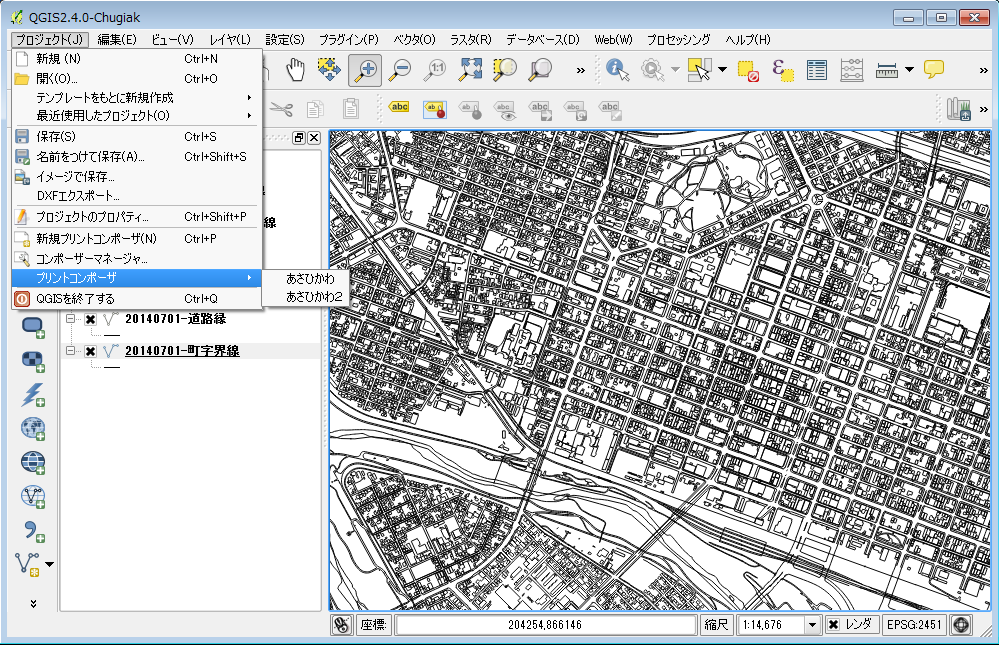 QGIS2.4.0-Chugiak
プロジェクト(J) 編集(E) ビュー(V) レイヤ(L) 設定(S) プラグイン(P) ベクタ(O) ラスタ(R) データベース(D) Web(W) プロセッシング ヘルプ(H)
新規 (N) Ctrl+N
開く(O)... Ctrl+O
テンプレートをもとに新規作成
最近使用したプロジェクト(O)
保存(S) Ctrl+S
名前をつけて保存(A)... Ctrl+Shift+S
イメージで保存...
DXFエクスポート...
プロジェクトのプロパティ... Ctrl+Shift+P
新規プリントコンポーザ(N) Ctrl+P
コンポーザーマネージャ...
プリントコンポーザ
QGISを終了する Ctrl+Q
あさひかわ
あさひかわ2
1:1
abc ab ab abc abc abc abc
線
20140701-道路縁
20140701-町字界線
座標: 204254,866146 縮尺 1:14,676 レンダ EPSG:2451